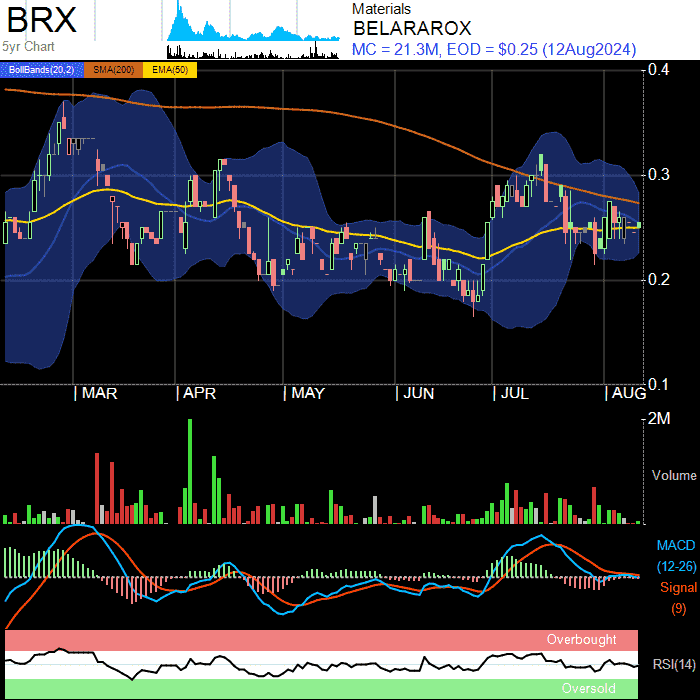 BRX
5yr Chart
Materials
BELARAROX
MC = 21.3M, EOD = $0.25 (12Aug2024)
BollBands(20,2) SMA(200) EMA(50)
0.4
0.3
0.2
0.1
MAR APR MAY JUN JUL AUG
2M
Volume
MACD
(12-26)
Signal
(9)
Overbought
RSI(14)
Oversold